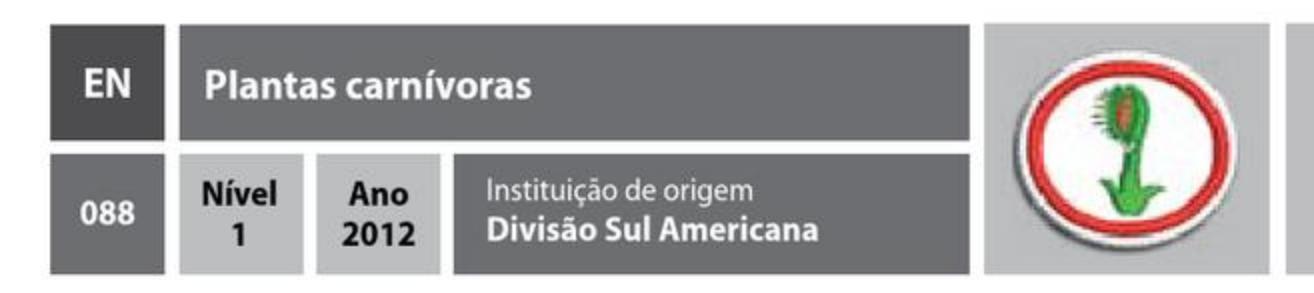 EN
Plantas carnívoras
088
Nível
1
Ano
2012
Instituição de origem
Divisão Sul Americana